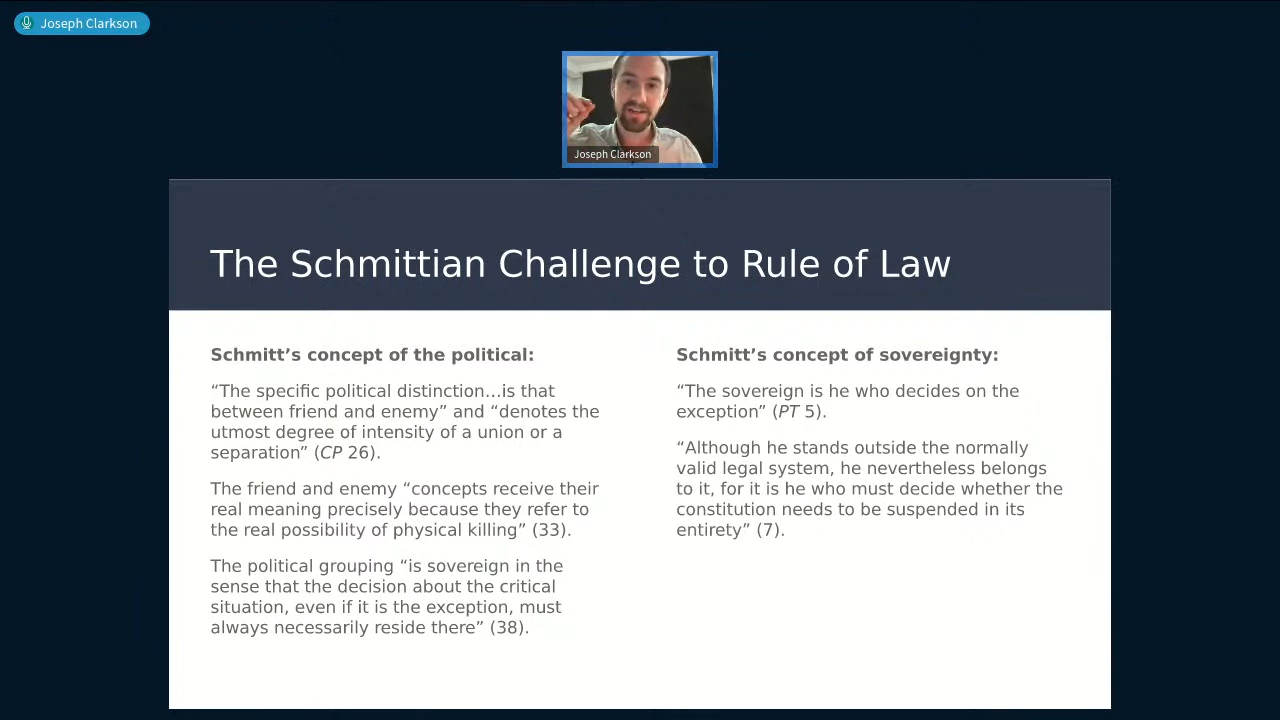 Joseph Clarkson
Joseph Clarkson
The Schmittian Challenge to Rule of Law
Schmitt’s concept of the political:
“The specific political distinction…is that
between friend and enemy” and “denotes the
utmost degree of intensity of a union or a
separation” (CP 26).
The friend and enemy “concepts receive their
real meaning precisely because they refer to
the real possibility of physical killing” (33).
The political grouping “is sovereign in the
sense that the decision about the critical
situation, even if it is the exception, must
always necessarily reside there” (38).
Schmitt’s concept of sovereignty:
“The sovereign is he who decides on the
exception” (PT 5).
“Although he stands outside the normally
valid legal system, he nevertheless belongs
to it, for it is he who must decide whether the
constitution needs to be suspended in its
entirety” (7).